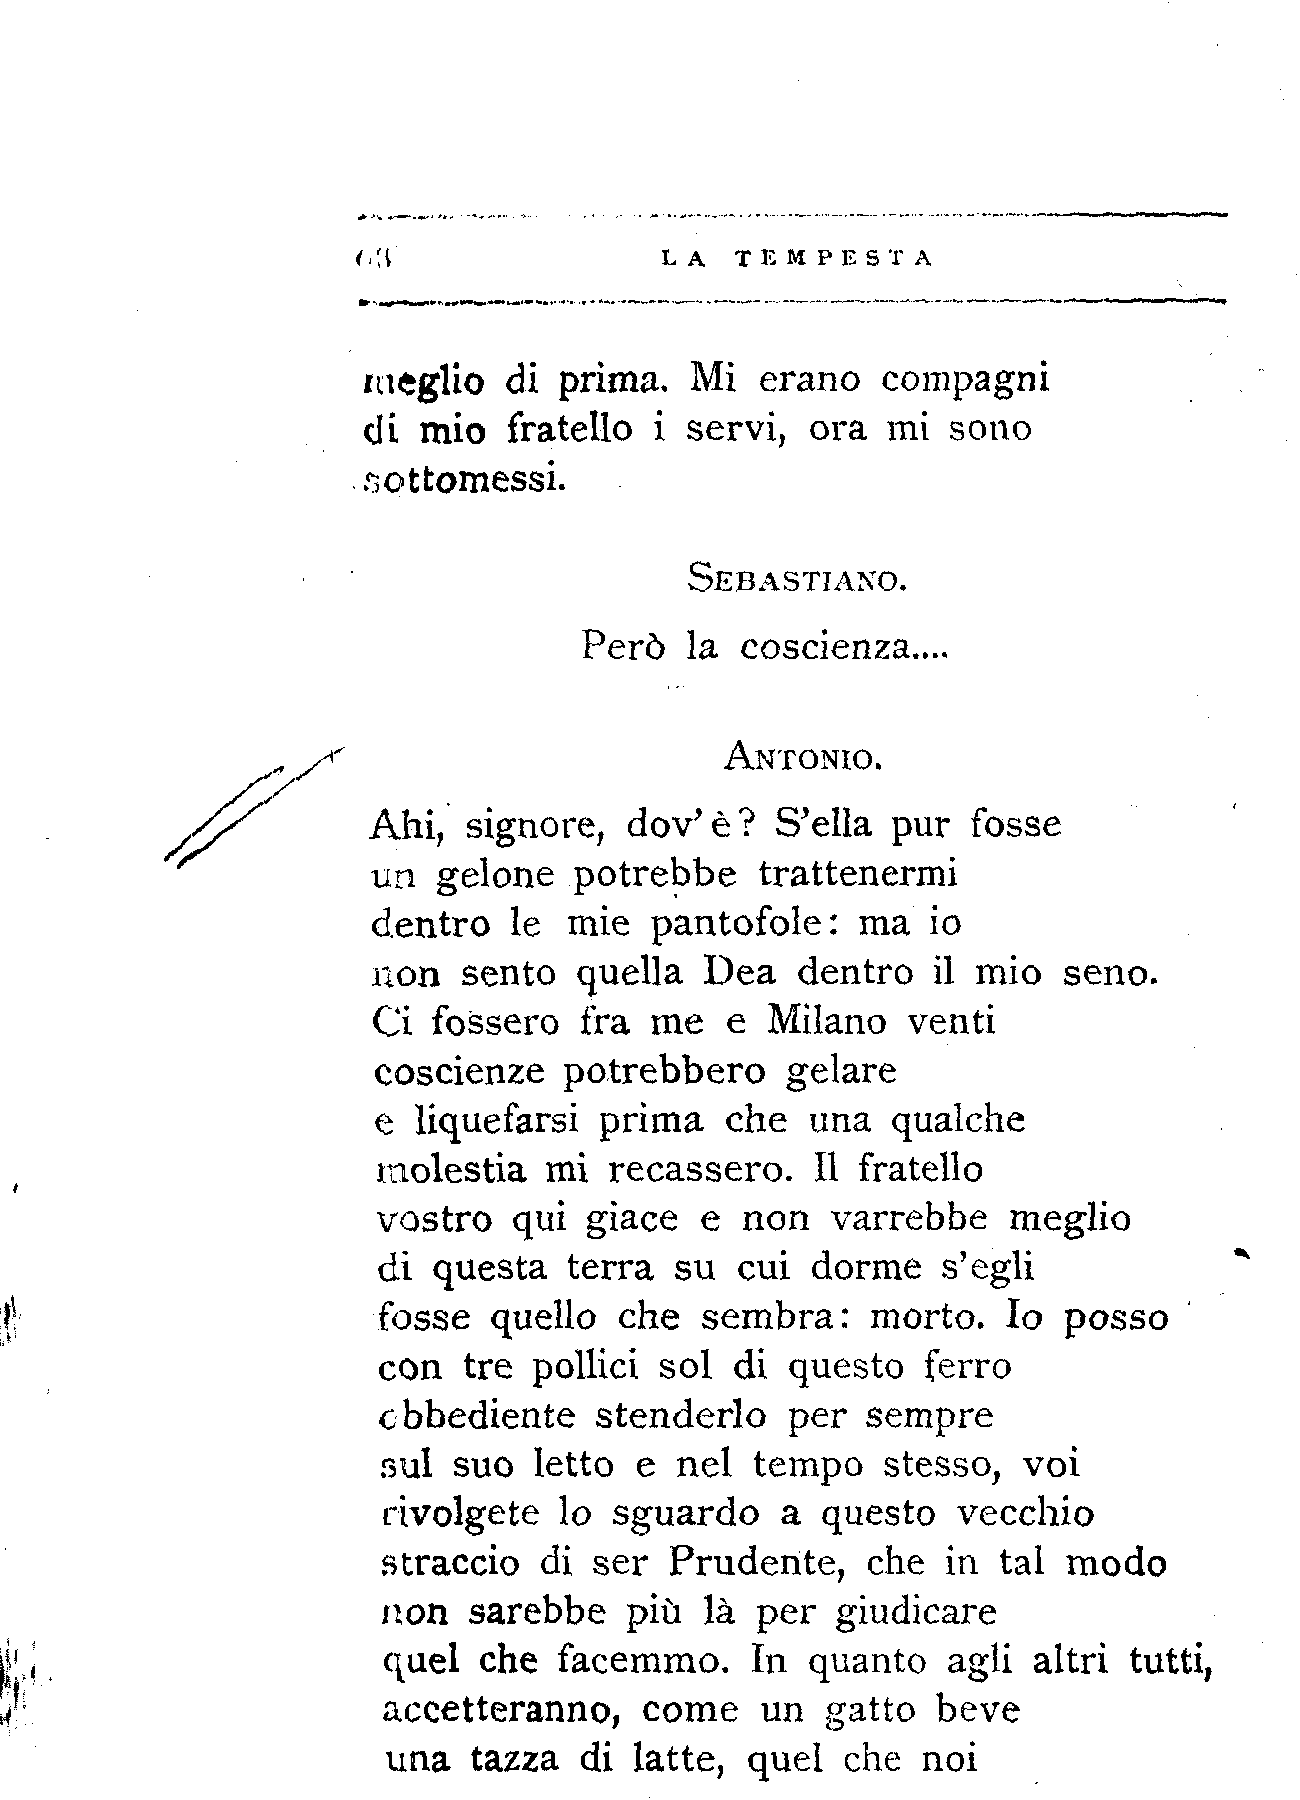 68 LA TEMPESTA
meglio di prima. Mi erano compagni
di mio fratello i servi, ora mi sono
sottomessi.
SEBASTIANO.
Però la coscienza....
ANTONIO.
Ahi, signore, dov'è? S'ella pur fosse
un gelone potrebbe trattenermi
dentro le mie pantofole: ma io
non sento quella Dea dentro il mio seno.
Ci fossero fra me e Milano venti
coscienze potrebbero gelare
e liquefarsi prima che una qualche
molestia mi recassero. Il fratello
vostro qui giace e non varrebbe meglio
di questa terra su cui dorme s'egli
fosse quello che sembra: morto. Io posso
con tre pollici sol di questo ferro
obbediente stenderlo per sempre
sul suo letto e nel tempo stesso, voi
rivolgete lo sguardo a questo vecchio
straccio di ser Prudente, che in tal modo
non sarebbe più là per giudicare
quel che facemmo. In quanto agli altri tutti,
accetteranno, come un gatto beve
una tazza di latte, quel che noi